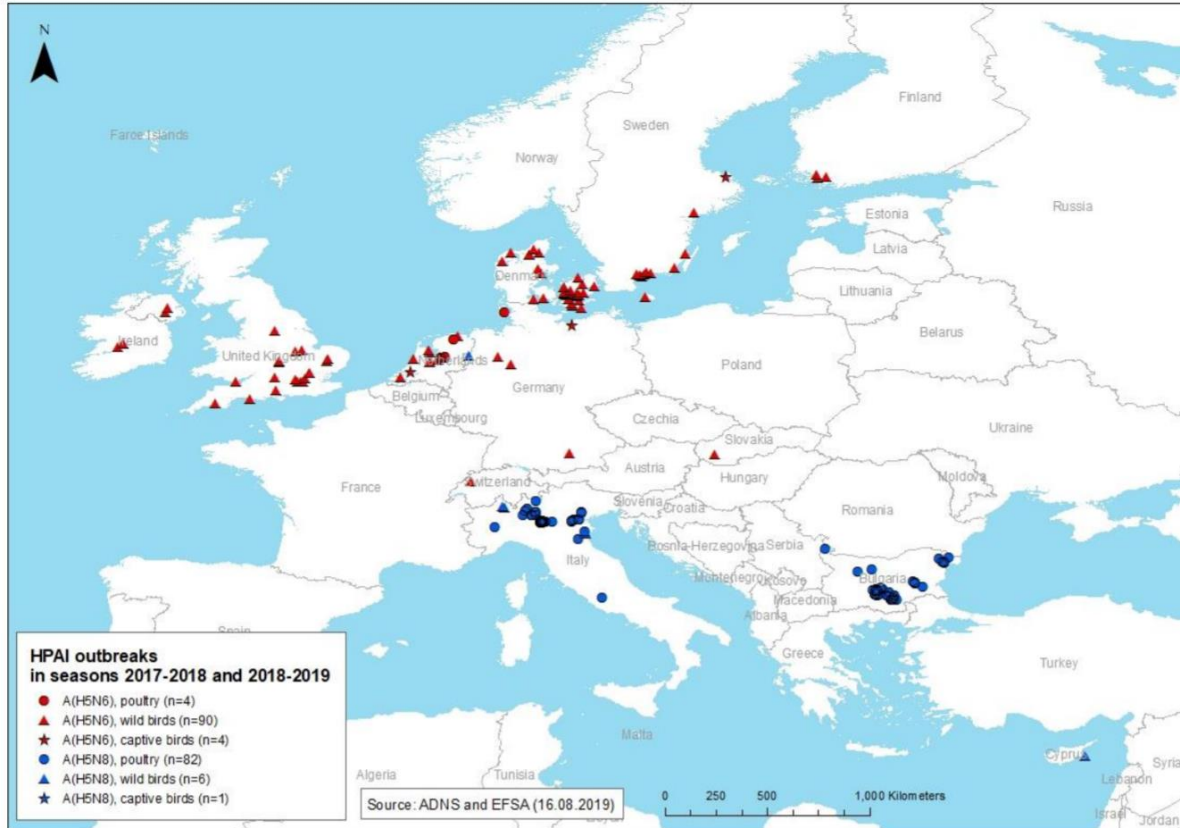 N
Finland
Sweden
Faroe Islands
Norway
Russia
Estonia
Latvia
Denmark
Lithuania
Ireland
United Kingdom
Belarus
Netherlands
Poland
Germany
Belgium
Luxembourg
Czechia
Ukraine
Slovakia
Austria
Hungary
Moldova
France
Switzerland
Slovenia
Croatia
Romania
Bosnia-Herzegovina
Serbia
Italy
Montenegro
Kosovo
Bulgaria
Macedonia
Albania
Spain
Greece
Turkey
HPAI outbreaks
in seasons 2017-2018 and 2018-2019
A(H5N6), poultry (n=4)
A(H5N6), wild birds (n=90)
A(H5N6), captive birds (n=4)
A(H5N8), poultry (n=82)
A(H5N8), wild birds (n=6)
A(H5N8), captive birds (n=1)
Malta
Cyprus
Syria
Algeria
Tunisia
Lebanon
Source: ADNS and EFSA (16.08.2019)
0 250 500 1,000 Kilometers
Israel
Jordan